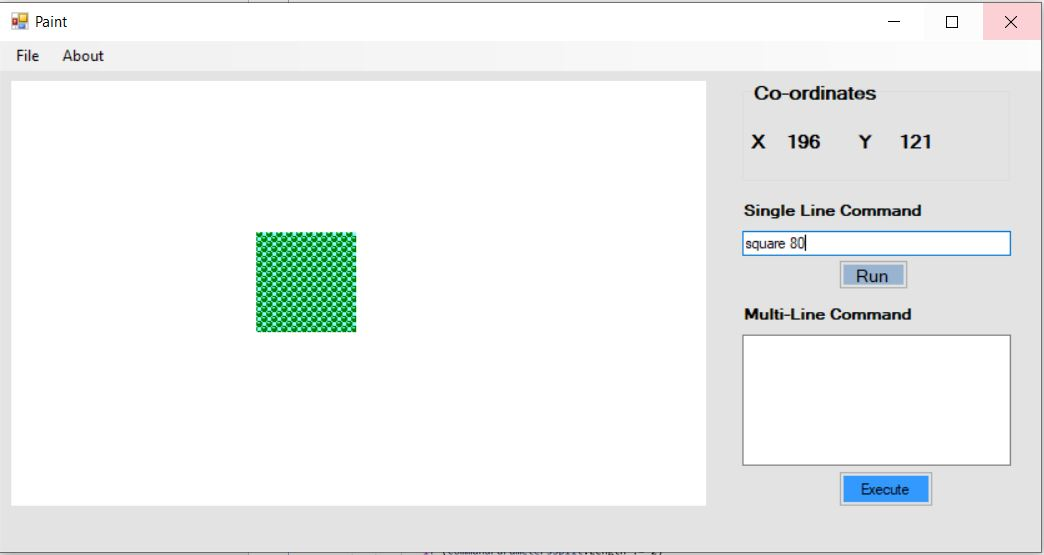 Paint
File About
Co-ordinates
X 196 Y 121
Single Line Command
square 80
Run
Multi-Line Command
Execute